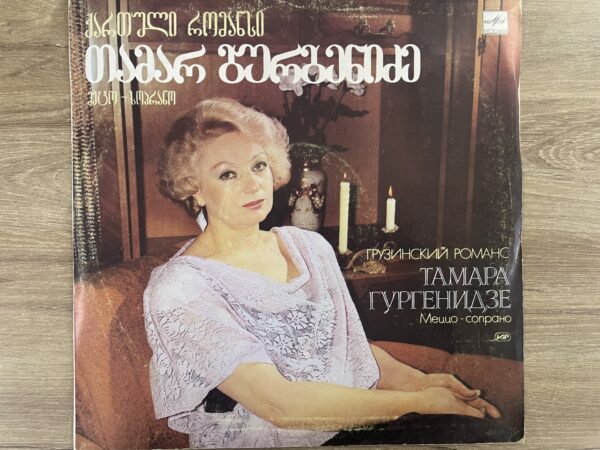 ქართული რომანსი
თამარ გურგენიძე
მეცო - სოპრანო
ГРУЗИНСКИЙ РОМАНС
ТАМАРА
ГУРГЕНИДЗЕ
Меццо - сопрано